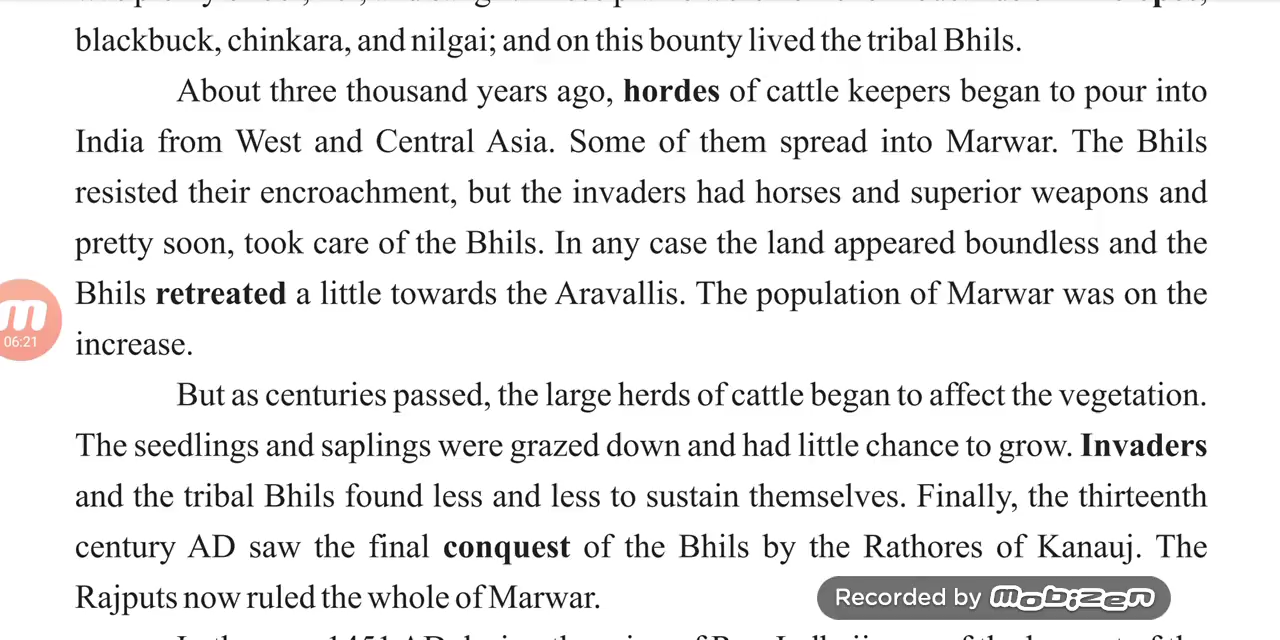 blackbuck, chinkara, and nilgai; and on this bounty lived the tribal Bhils.
About three thousand years ago, hordes of cattle keepers began to pour into
India from West and Central Asia. Some of them spread into Marwar. The Bhils
resisted their encroachment, but the invaders had horses and superior weapons and
pretty soon, took care of the Bhils. In any case the land appeared boundless and the
Bhils retreated a little towards the Aravallis. The population of Marwar was on the
increase.
But as centuries passed, the large herds of cattle began to affect the vegetation.
The seedlings and saplings were grazed down and had little chance to grow. Invaders
and the tribal Bhils found less and less to sustain themselves. Finally, the thirteenth
century AD saw the final conquest of the Bhils by the Rathores of Kanauj. The
Rajputs now ruled the whole of Marwar.
m
06:21
Recorded by mobizen